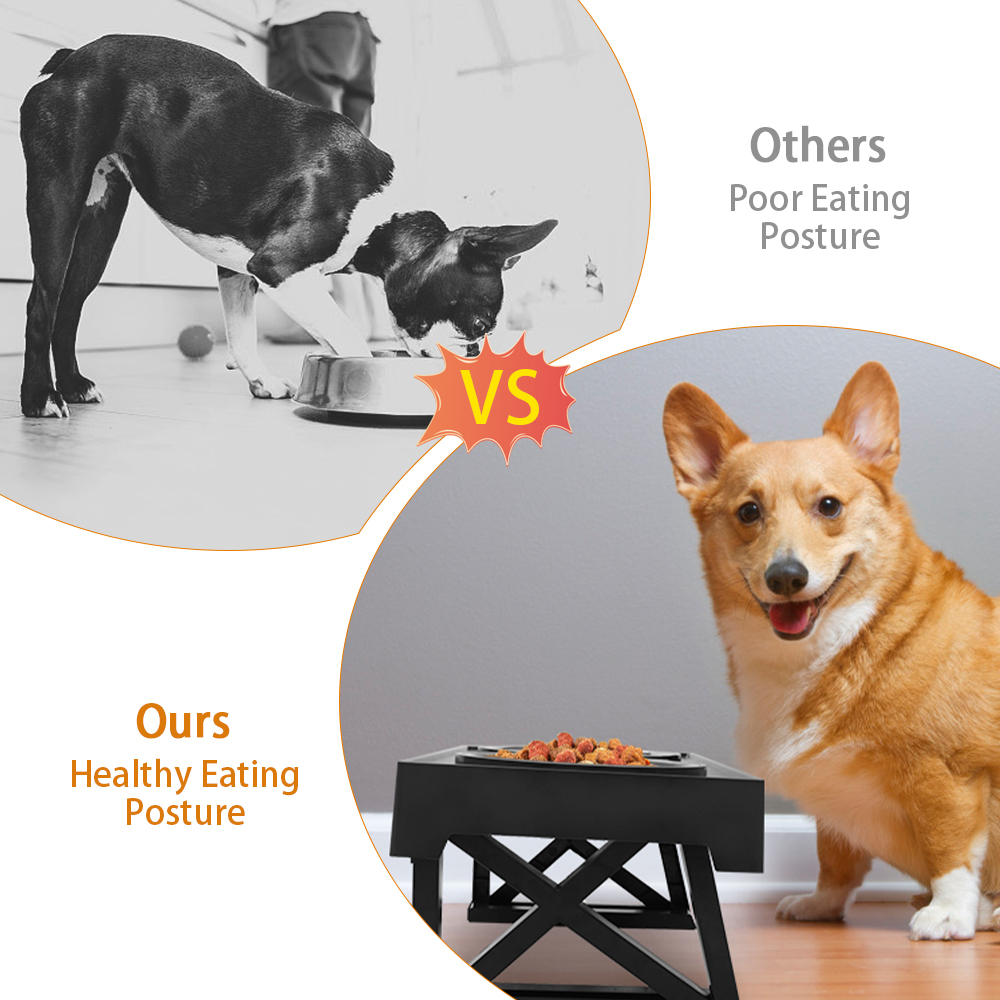 Others
Poor Eating
Posture
VS
Ours
Healthy Eating
Posture